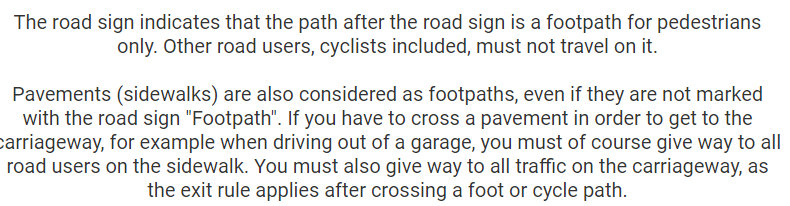 The road sign indicates that the path after the road sign is a footpath for pedestrians
only. Other road users, cyclists included, must not travel on it.
Pavements (sidewalks) are also considered as footpaths, even if they are not marked
with the road sign "Footpath". If you have to cross a pavement in order to get to the
carriageway, for example when driving out of a garage, you must of course give way to all
road users on the sidewalk. You must also give way to all traffic on the carriageway, as
the exit rule applies after crossing a foot or cycle path.